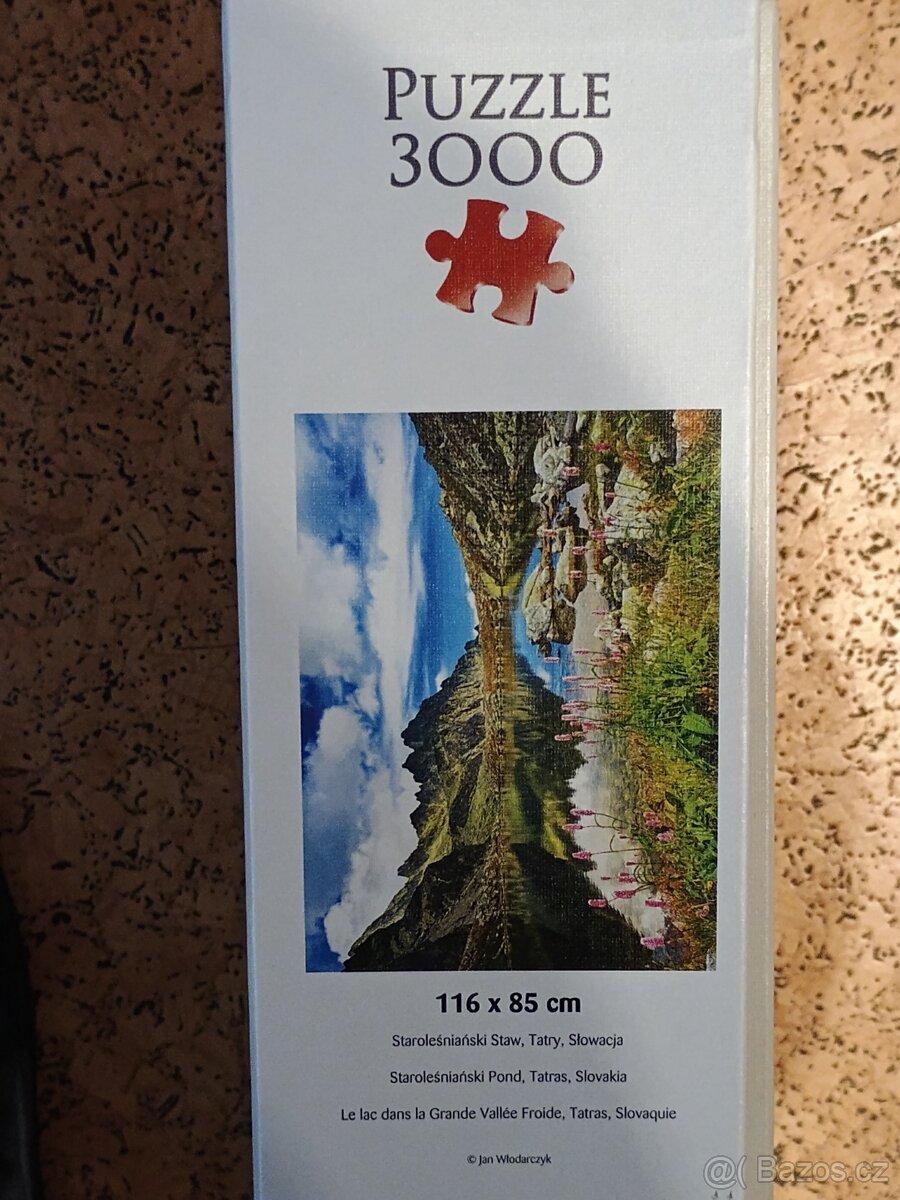 PUZZLE
3000
116 x 85 cm
Staroleśniański Staw, Tatry, Słowacja
Staroleśniański Pond, Tatras, Slovakia
Le lac dans la Grande Vallée Froide, Tatras, Slovaquie
© Jan Włodarczyk
@( Bazos.cz